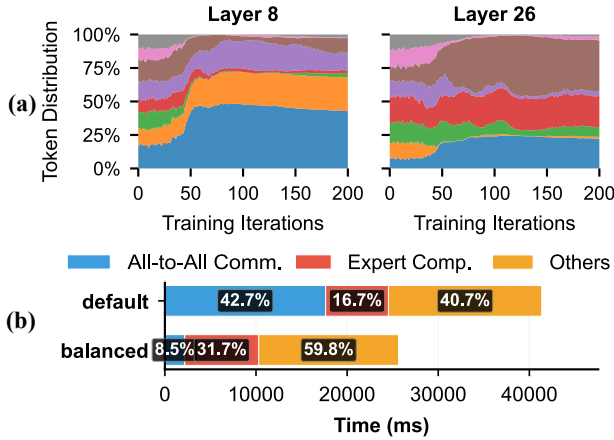 Layer 8
Layer 26
(a)
Token Distribution
100%
75%
50%
25%
0%
0 50 100 150 200
0 50 100 150 200
Training Iterations
Training Iterations
All-to-All Comm.
Expert Comp.
Others
(b)
default
42.7% 16.7% 40.7%
balanced
8.5% 31.7% 59.8%
0 10000 20000 30000 40000
Time (ms)